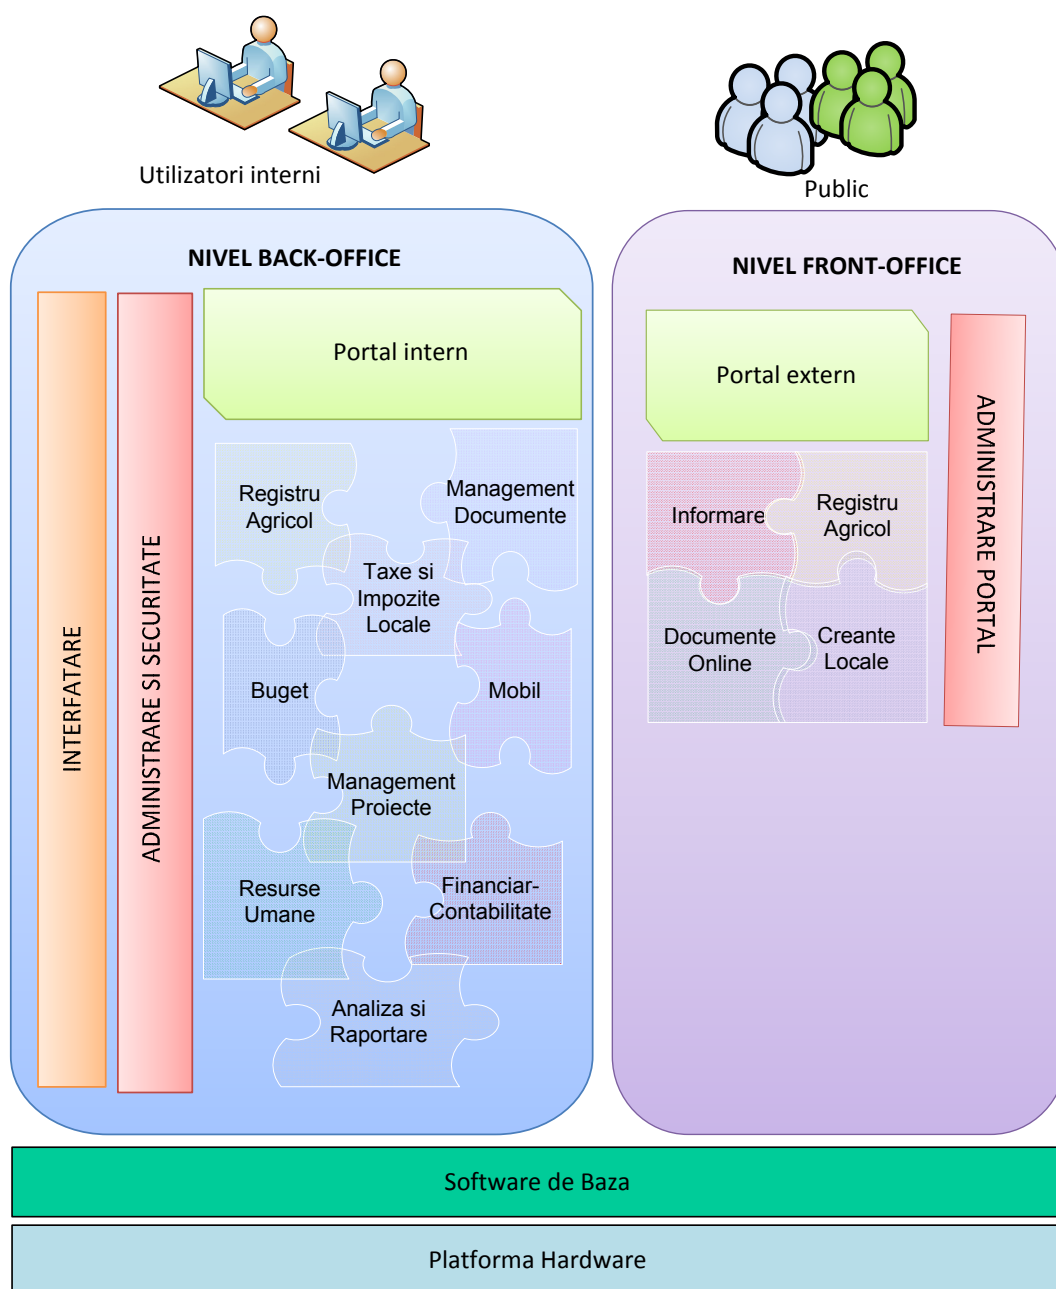 Utilizatori interni
Public
NIVEL BACK-OFFICE
INTERFATARE
ADMINISTRARE SI SECURITATE
Portal intern
Registru
Agricol
Management
Documente
Taxe si
Impozite
Locale
Buget
Mobil
Management
Proiecte
Resurse
Umane
Financiar-
Contabilitate
Analiza si
Raportare
NIVEL FRONT-OFFICE
Portal extern
ADMINISTRARE PORTAL
Informare
Registru
Agricol
Documente
Online
Creante
Locale
Software de Baza
Platforma Hardware